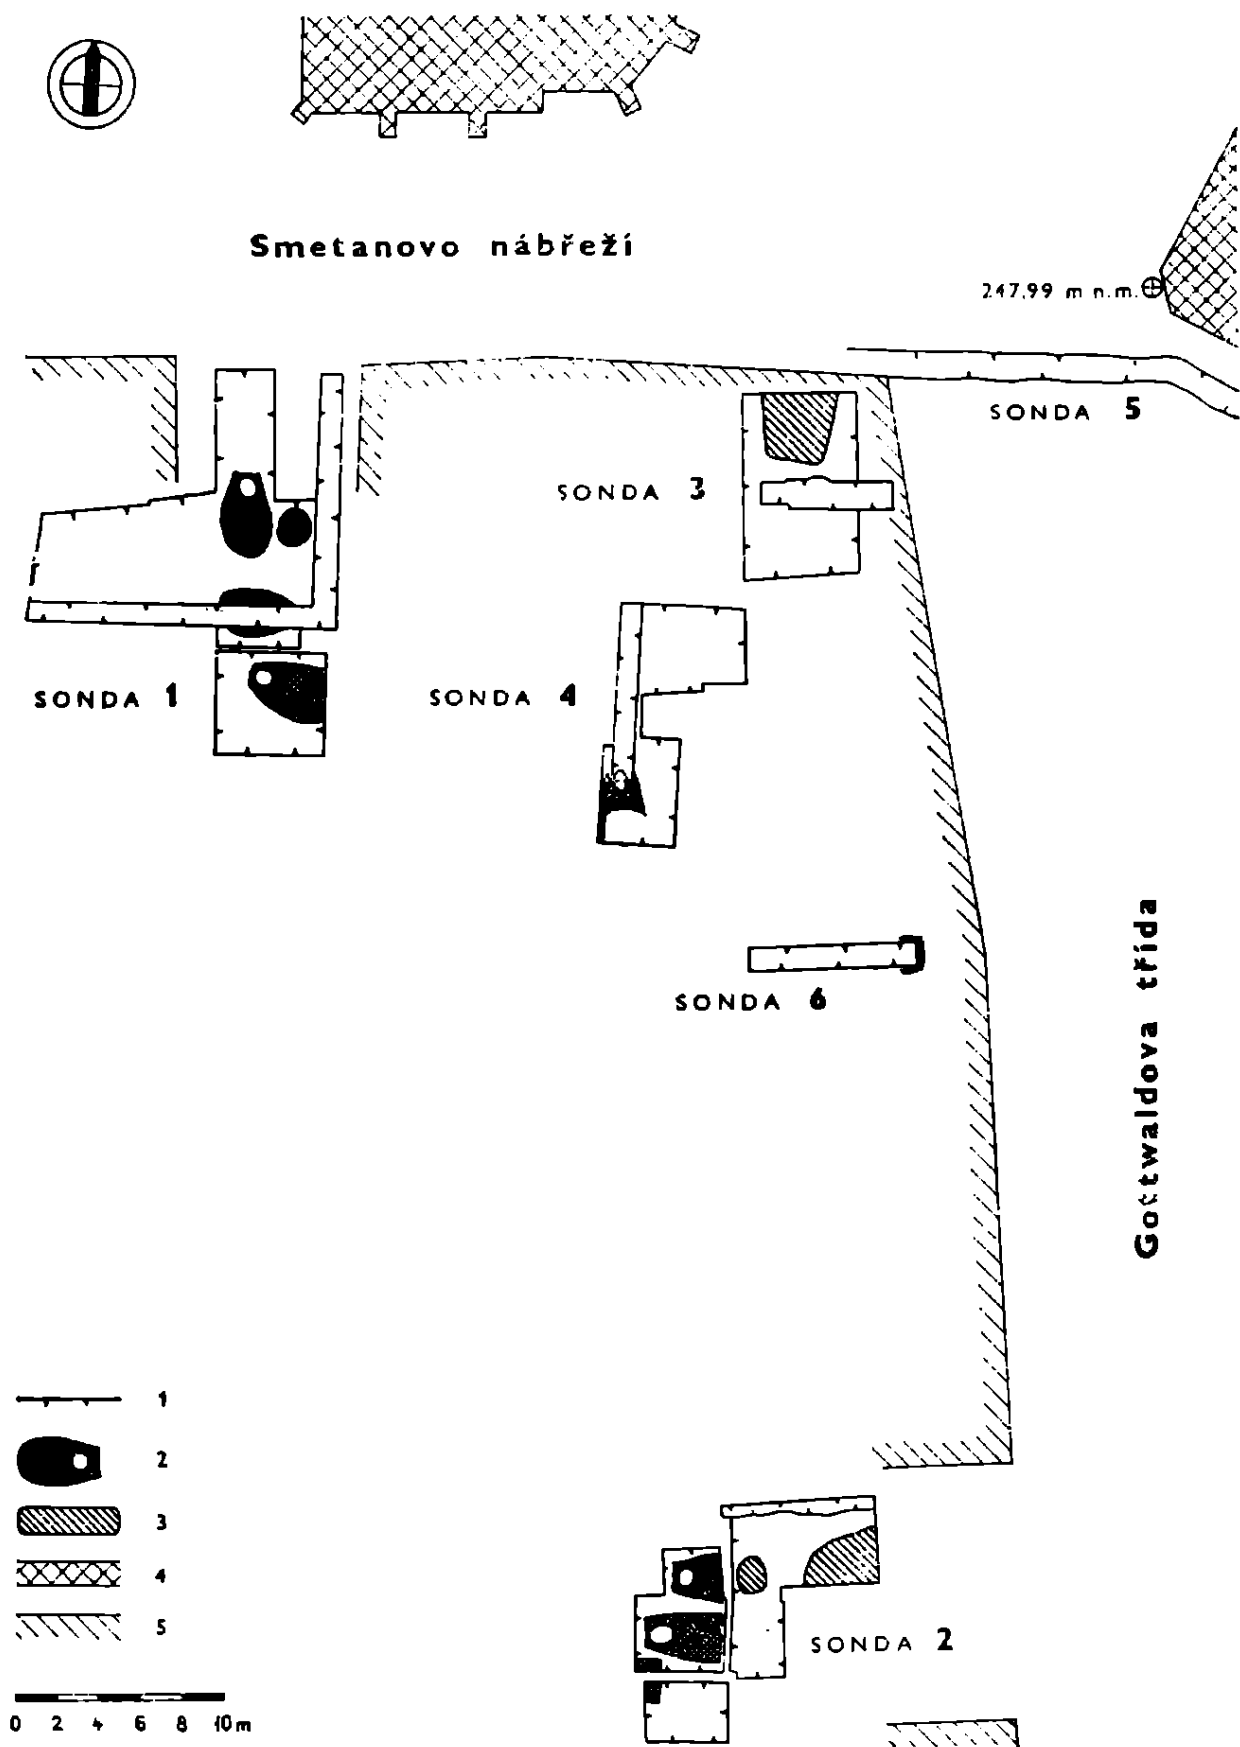 Smetanovo nábřeží
247,99 m n.m.
SONDA 5
SONDA 3
SONDA 1
SONDA 4
SONDA 6
Gottwaldova třída
1
2
3
4
5
SONDA 2
0 2 4 6 8 10m